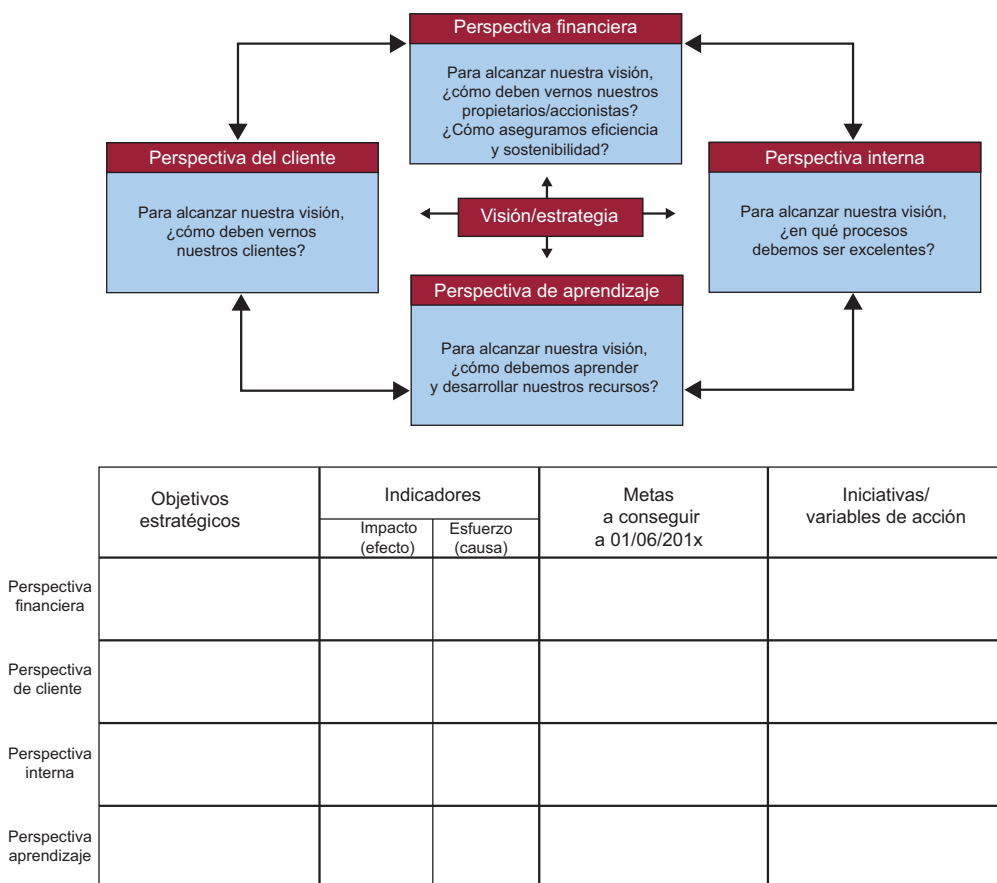 Perspectiva financiera
Para alcanzar nuestra visión,
¿cómo deben vernos nuestros
propietarios/accionistas?
¿Cómo aseguramos eficiencia
y sostenibilidad?
Perspectiva del cliente
Para alcanzar nuestra visión,
¿cómo deben vernos
nuestros clientes?
Visión/estrategia
Perspectiva interna
Para alcanzar nuestra visión,
¿en qué procesos
debemos ser excelentes?
Perspectiva de aprendizaje
Para alcanzar nuestra visión,
¿cómo debemos aprender
y desarrollar nuestros recursos?
Objetivos
estratégicos
Indicadores
Impacto
(efecto)
Esfuerzo
(causa)
Metas
a conseguir
a 01/06/201x
Iniciativas/
variables de acción
Perspectiva
financiera
Perspectiva
de cliente
Perspectiva
interna
Perspectiva
aprendizaje